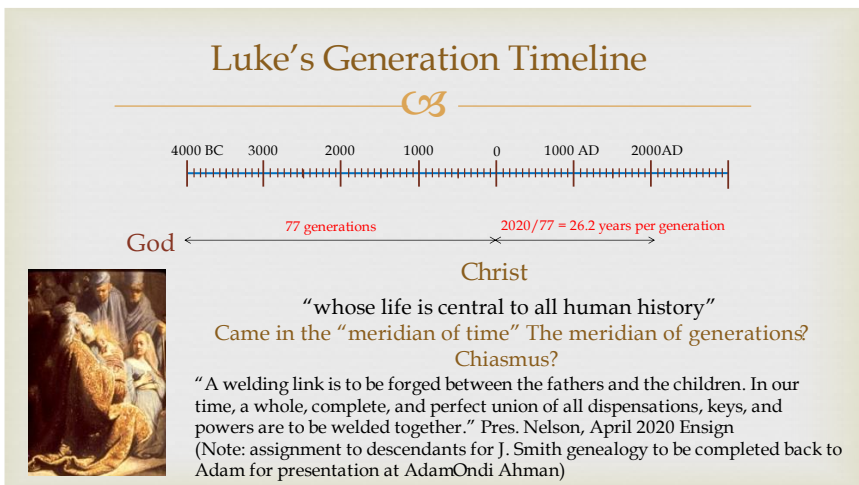 Luke’s Generation Timeline
4000 BC 3000 2000 1000 0 1000 AD 2000AD
77 generations 2020/77 = 26.2 years per generation
God
Christ
“whose life is central to all human history”
Came in the “meridian of time” The meridian of generations?
Chiasmus?
“A welding link is to be forged between the fathers and the children. In our
time, a whole, complete, and perfect union of all dispensations, keys, and
powers are to be welded together.” Pres. Nelson, April 2020 Ensign
(Note: assignment to descendants for J. Smith genealogy to be completed back to
Adam for presentation at AdamOndi Ahman)